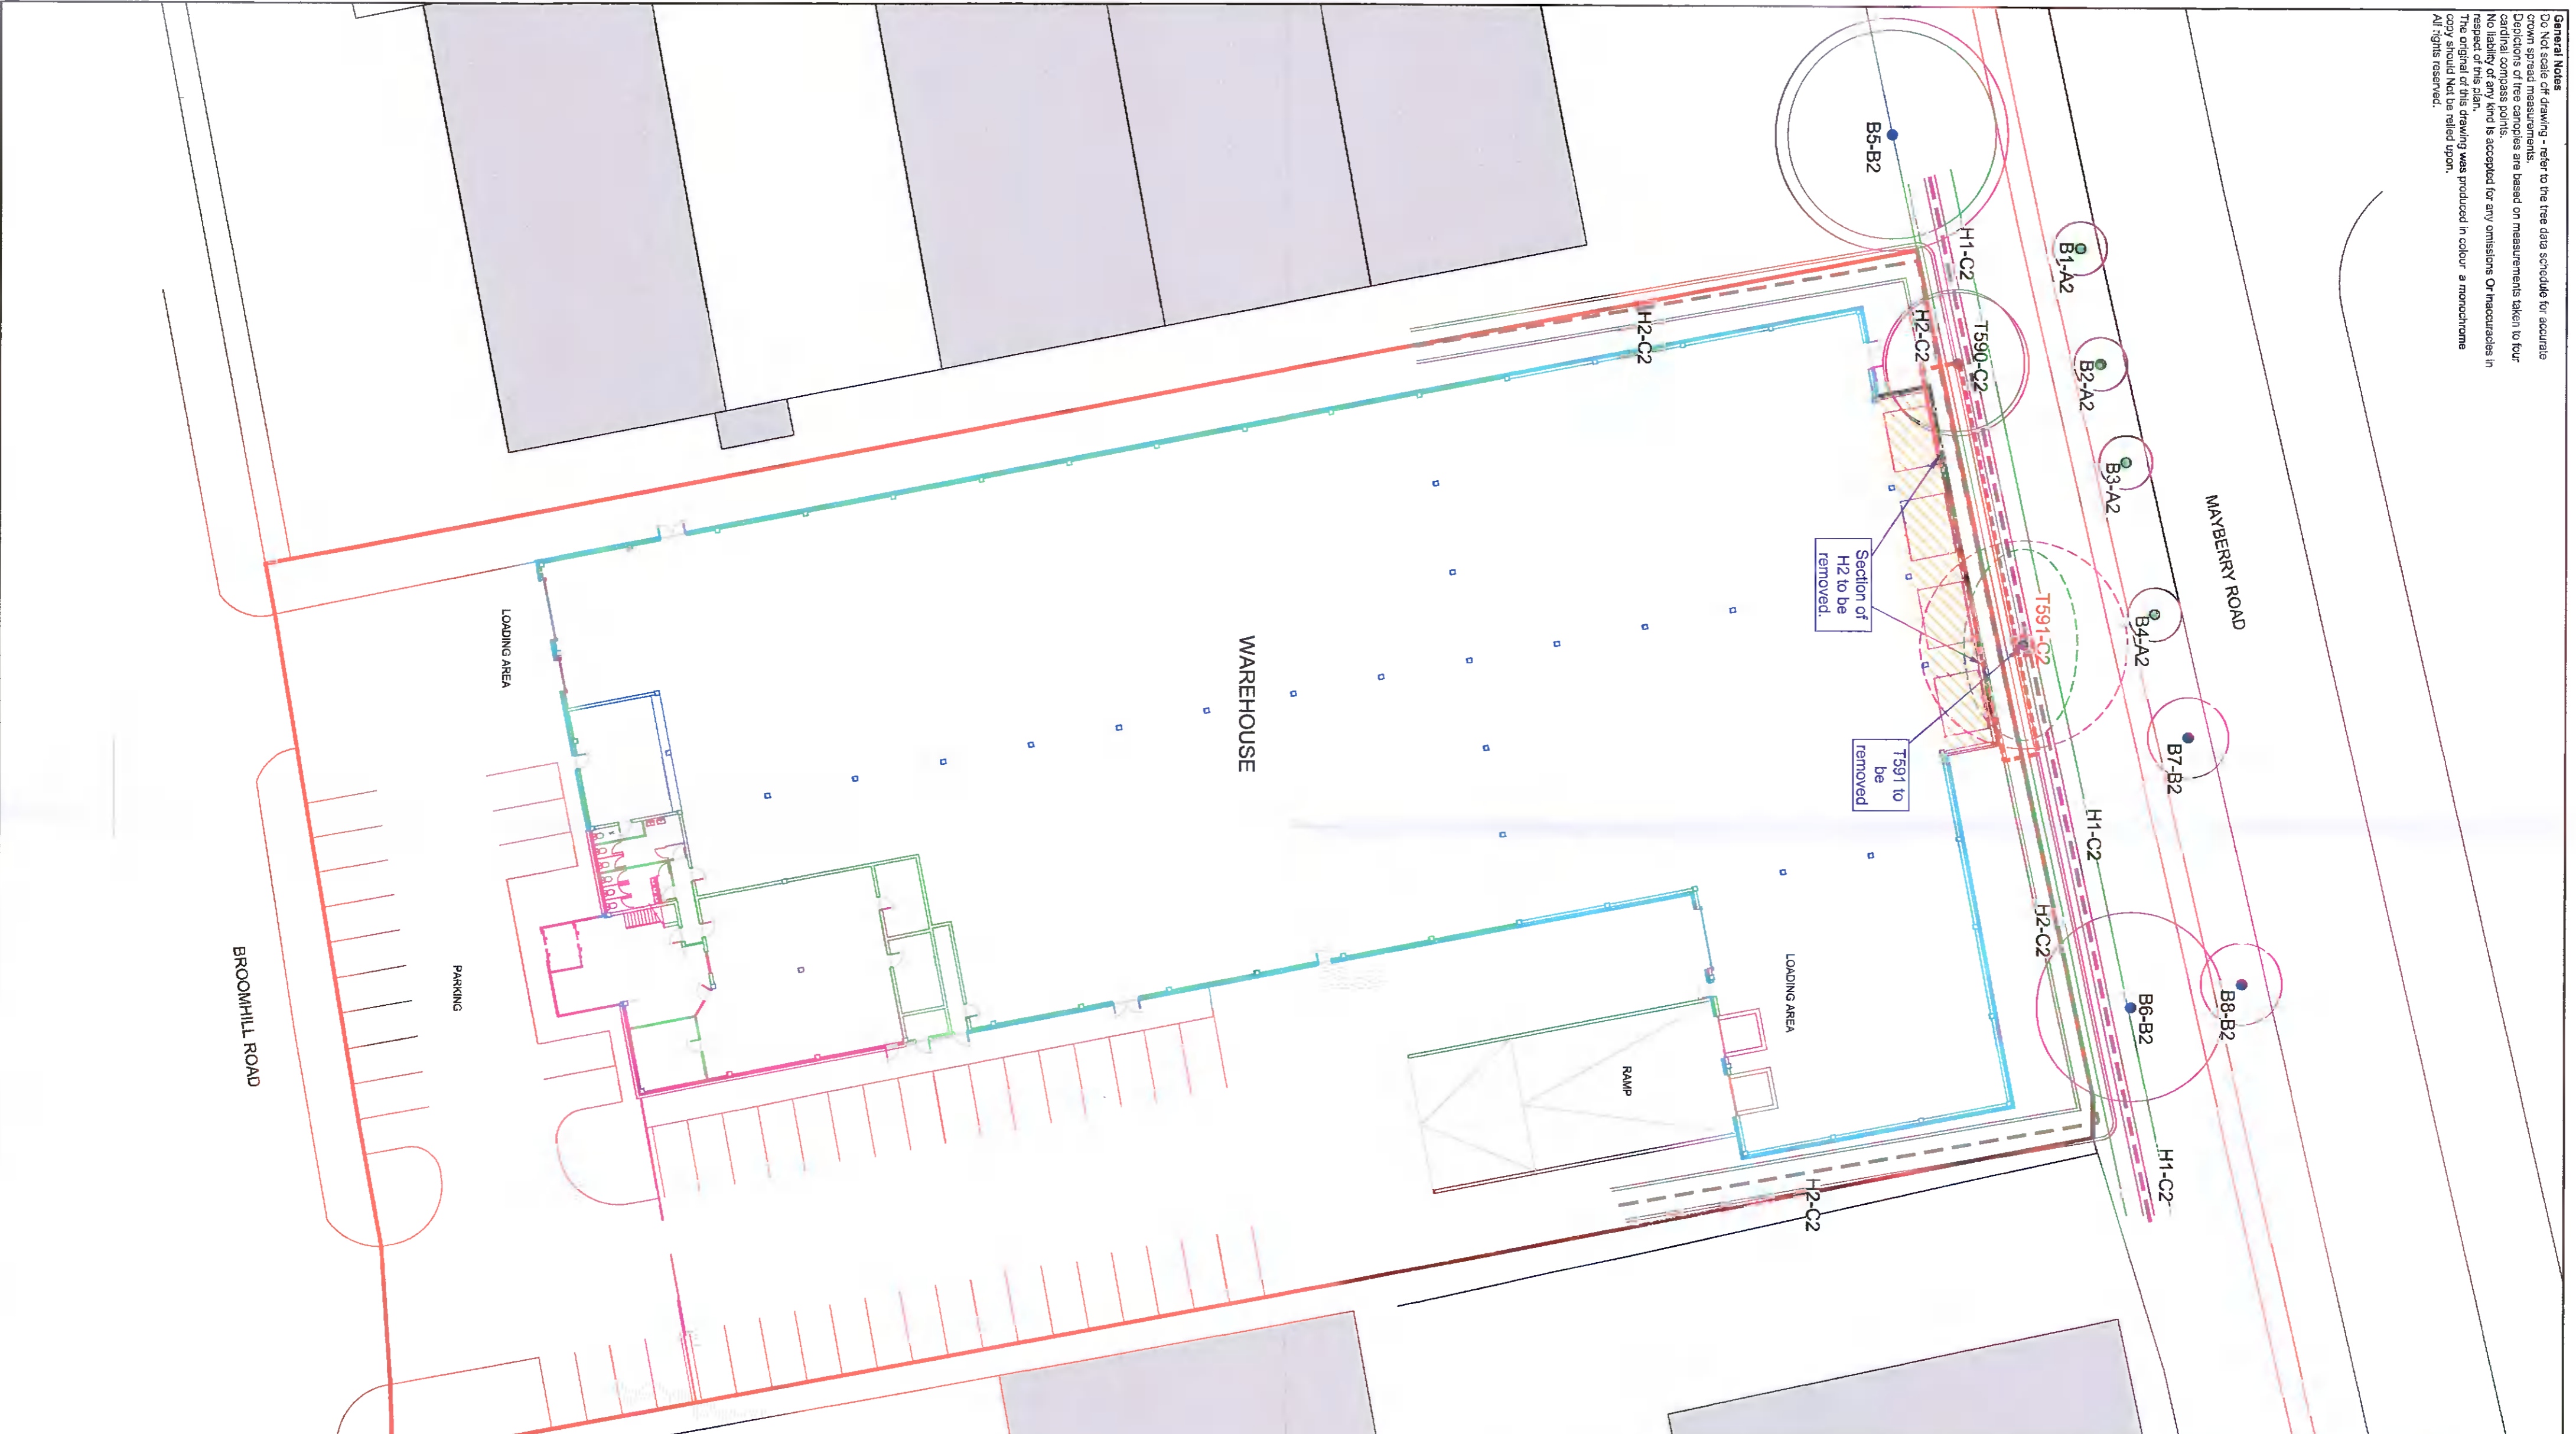 General Notes
Do Not scale off drawing - refer to the tree data schedule for accurate
crown spread measurements.
Depictions of tree canopies are based on measurements taken to four
cardinal compass points.
No liability of any kind is accepted for any omissions Or inaccuracies in
respect of this plan.
The original of this drawing was produced in colour a monochrome
copy should Not be relied upon.
All rights reserved.
MAYBERRY ROAD
B1-A2
B2-A2
B3-A2
B4-A2
B7-B2
B8-B2
B5-B2
H1-C2
T590-C2
H2-C2
T591-C2
H1-C2
H2-C2
B6-B2
H1-C2
H2-C2
H2-C2
Section of
H2 to be
removed.
T591 to
be
removed
WAREHOUSE
LOADING AREA
RAMP
LOADING AREA
PARKING
BROOMHILL ROAD